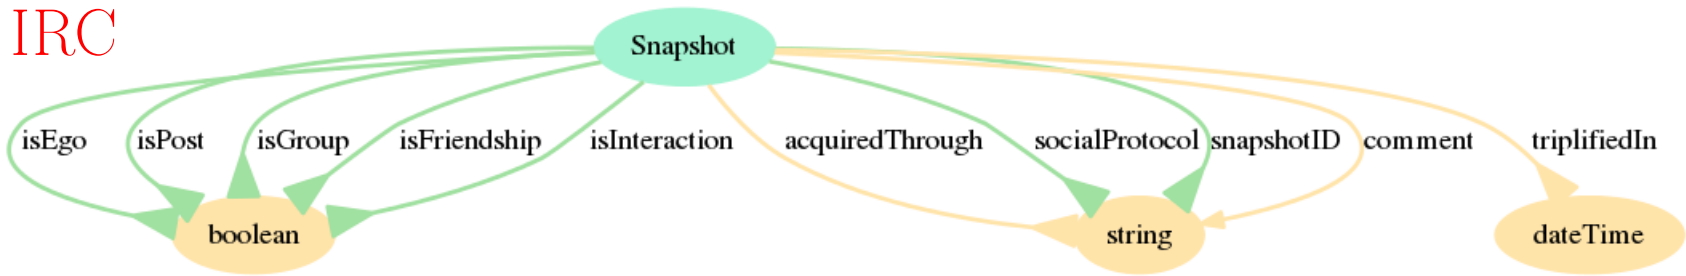 IRC
Snapshot
isEgo
isPost
isGroup
isFriendship
isInteraction
acquiredThrough
socialProtocol
snapshotID
comment
triplifiedIn
boolean
string
dateTime